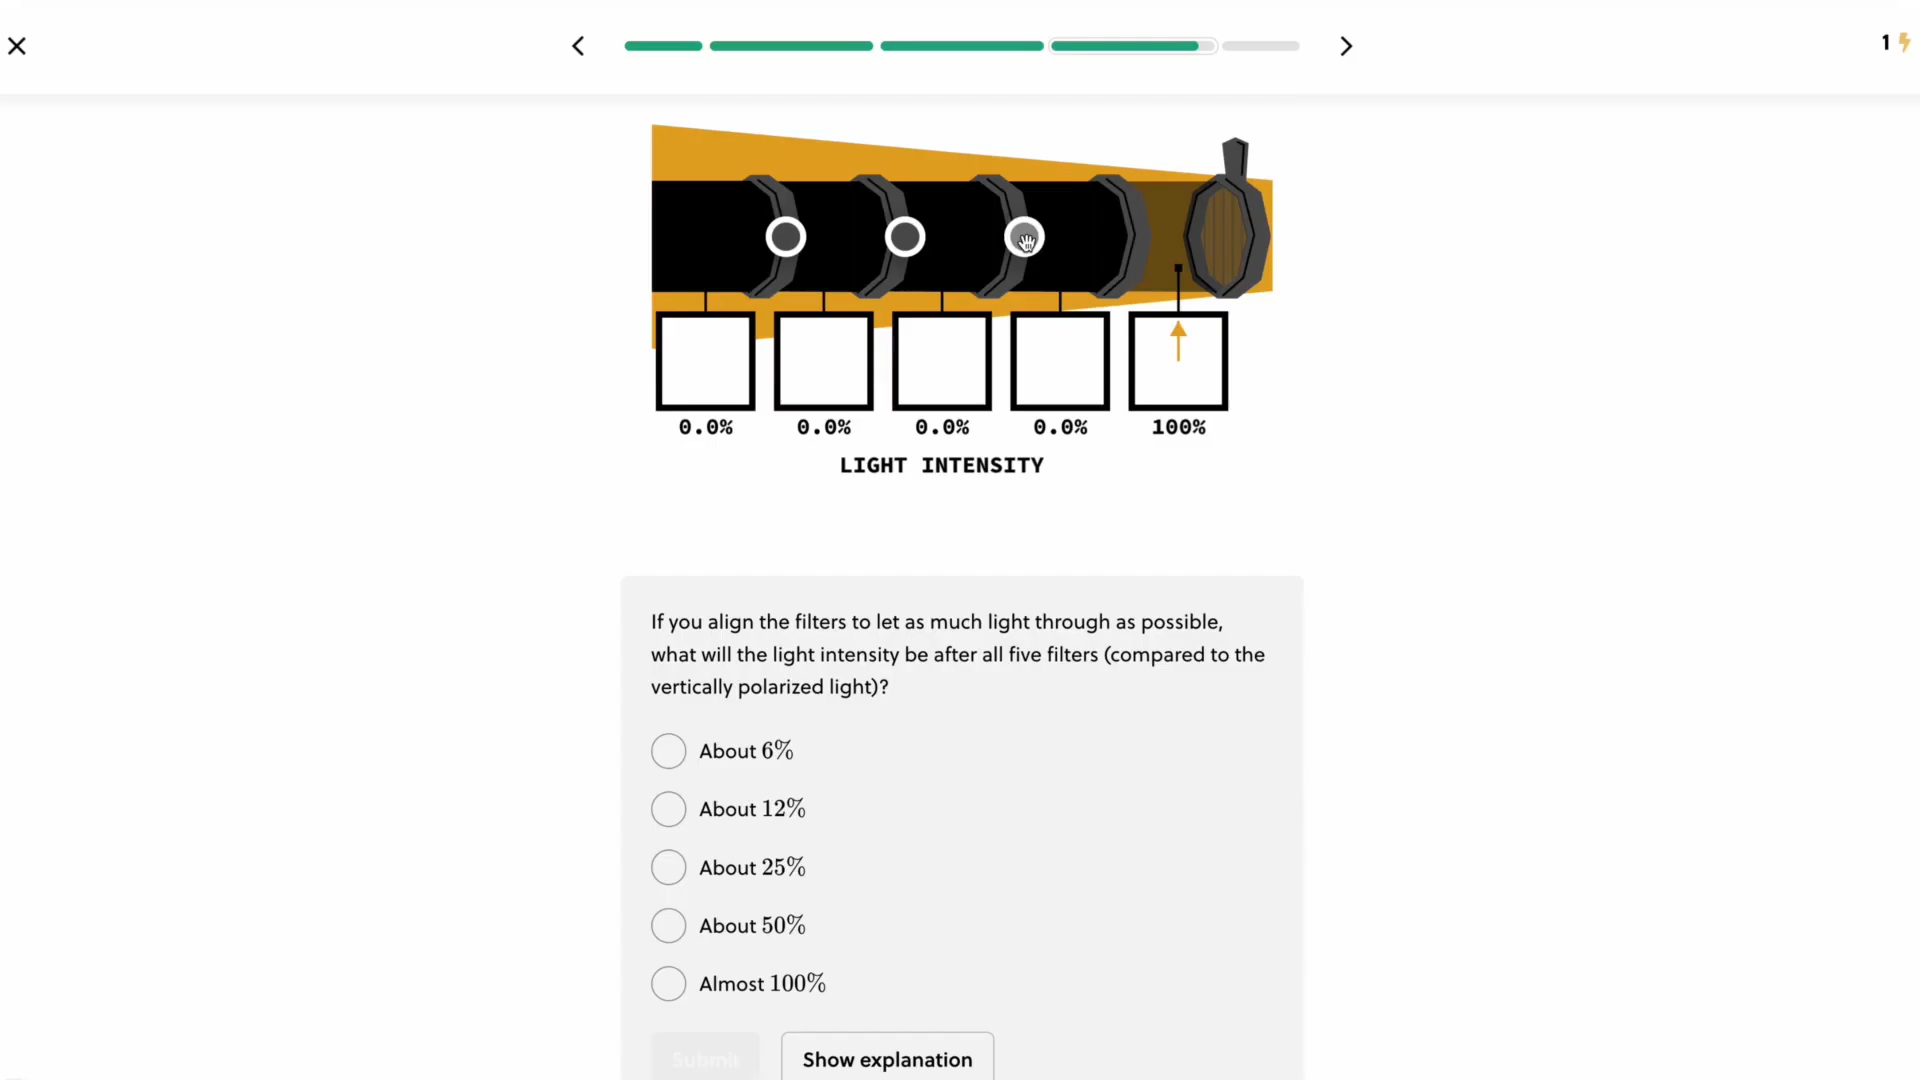 1
0.0% 0.0% 0.0% 0.0% 100%
LIGHT INTENSITY
If you align the filters to let as much light through as possible,
what will the light intensity be after all five filters (compared to the
vertically polarized light)?
About 6%
About 12%
About 25%
About 50%
Almost 100%
Submit Show explanation